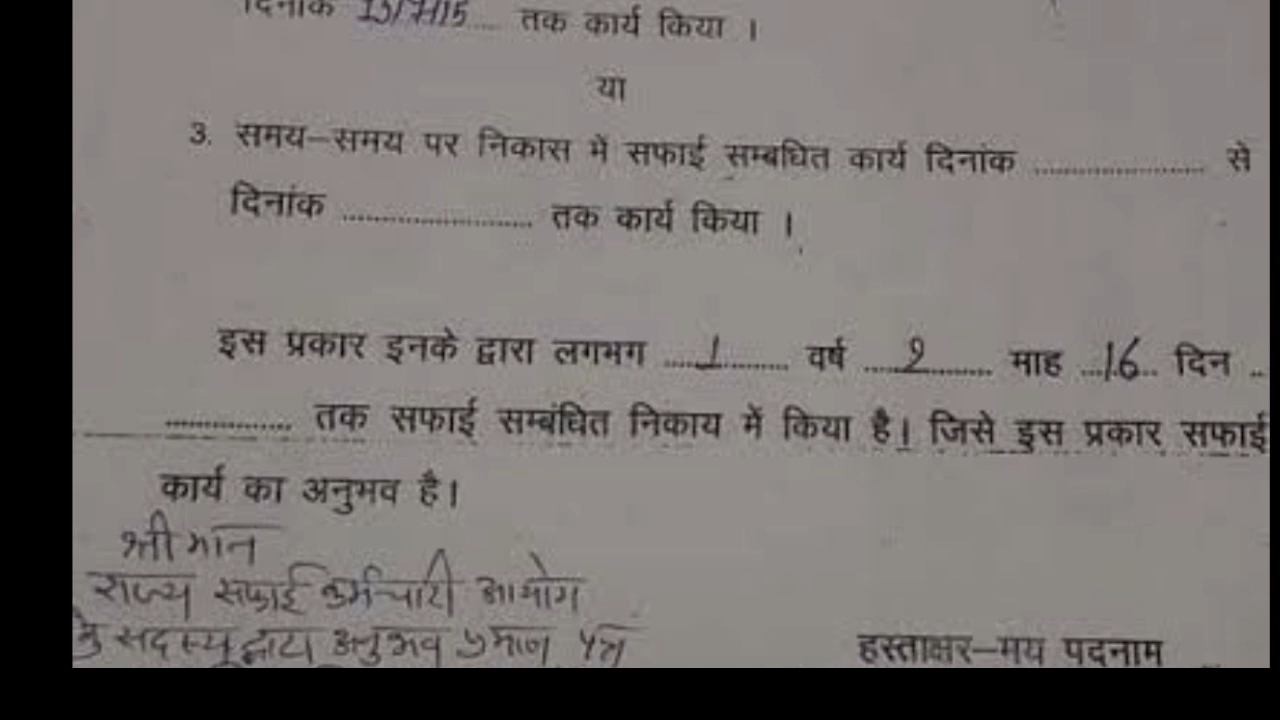 दिनांक 15/7/15 .... तक कार्य किया ।
या
3. समय–समय पर निकास में सफाई सम्बधित कार्य दिनांक ........................ से
दिनांक ........................ तक कार्य किया ।
इस प्रकार इनके द्वारा लगभग ......1.......... वर्ष ......2.......... माह ...16.. दिन ..
................ तक सफाई सम्बंधित निकाय में किया है। जिसे इस प्रकार सफाई
कार्य का अनुभव है।
श्रीमान
राज्य सफाई कर्मचारी आयोग
के सदस्य द्वारा अनुभव प्रमाण पत्र
हस्ताक्षर–मय पदनाम